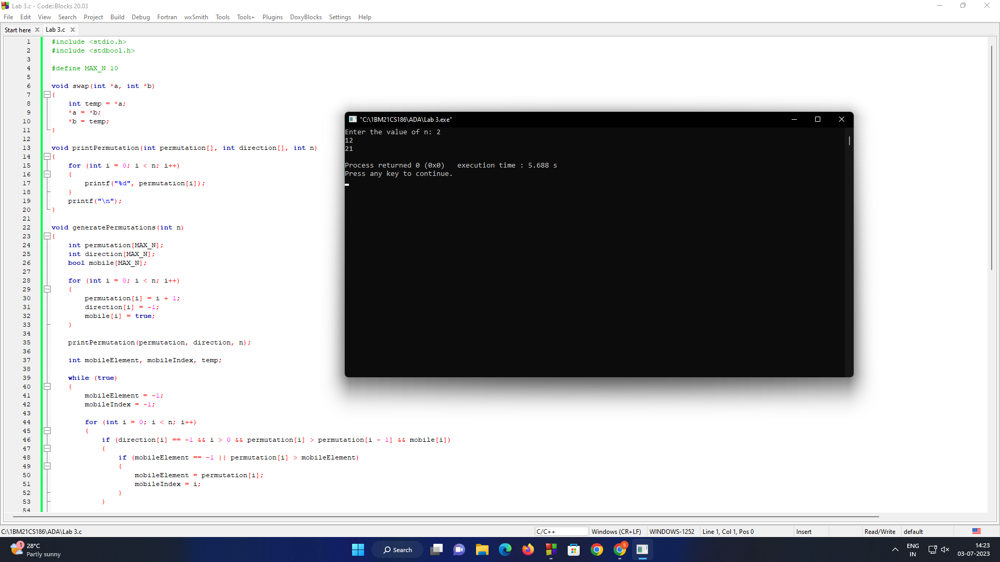 Lab 3.c - Code::Blocks 20.03
File Edit View Search Project Build Debug Fortran wxSmith Tools Tools+ Plugins DoxyBlocks Settings Help
Start here Lab 3.c
1 #include <stdio.h>
2 #include <stdbool.h>
3
4 #define MAX_N 10
5
6 void swap(int *a, int *b)
7 {
8 int temp = *a;
9 *a = *b;
10 *b = temp;
11 }
12
13 void printPermutation(int permutation[], int direction[], int n)
14 {
15 for (int i = 0; i < n; i++)
16 {
17 printf("%d", permutation[i]);
18 }
19 printf("\n");
20 }
21
22 void generatePermutations(int n)
23 {
24 int permutation[MAX_N];
25 int direction[MAX_N];
26 bool mobile[MAX_N];
27
28 for (int i = 0; i < n; i++)
29 {
30 permutation[i] = i + 1;
31 direction[i] = -1;
32 mobile[i] = true;
33 }
34
35 printPermutation(permutation, direction, n);
36
37 int mobileElement, mobileIndex, temp;
38
39 while (true)
40 {
41 mobileElement = -1;
42 mobileIndex = -1;
43
44 for (int i = 0; i < n; i++)
45 {
46 if (direction[i] == -1 && i > 0 && permutation[i] > permutation[i - 1] && mobile[i])
47 {
48 if (mobileElement == -1 || permutation[i] > mobileElement)
49 {
50 mobileElement = permutation[i];
51 mobileIndex = i;
52 }
53 }
54
"C:\1BM21CS186\ADA\Lab 3.exe"
Enter the value of n: 2
12
21
Process returned 0 (0x0) execution time : 5.688 s
Press any key to continue.
C:\1BM21CS186\ADA\Lab 3.c C/C++ Windows (CR+LF) WINDOWS-1252 Line 1, Col 1, Pos 0 Insert Read/Write default
1 28°C
Partly sunny
Search
S
ENG
IN
14:23
03-07-2023